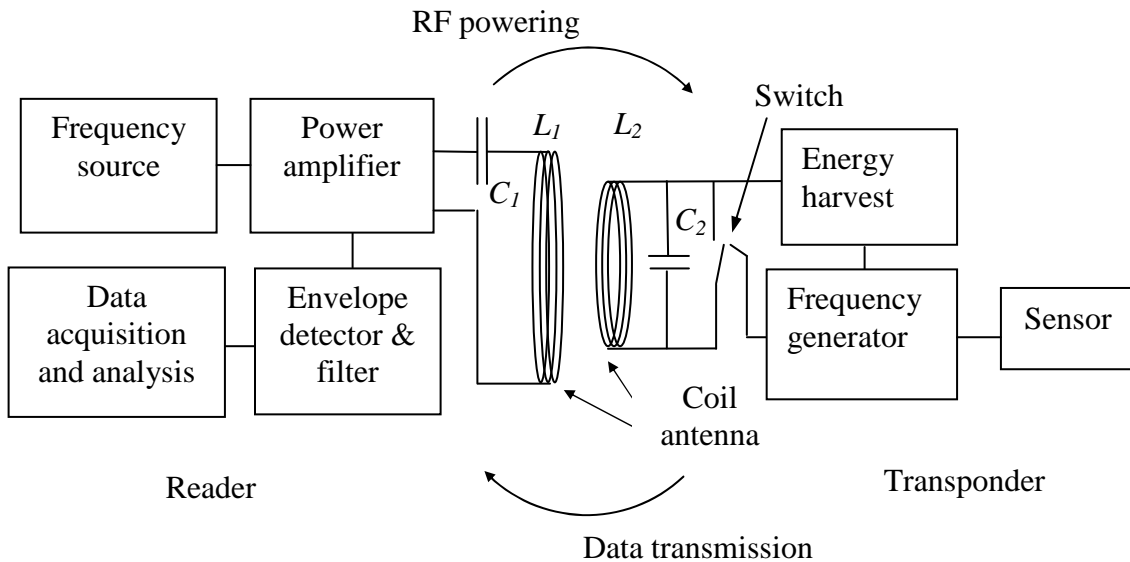 RF powering
Switch
Frequency
source
Power
amplifier
L1
L2
Energy
harvest
C1
C2
Data
acquisition
and analysis
Envelope
detector &
filter
Frequency
generator
Sensor
Coil
antenna
Reader
Transponder
Data transmission